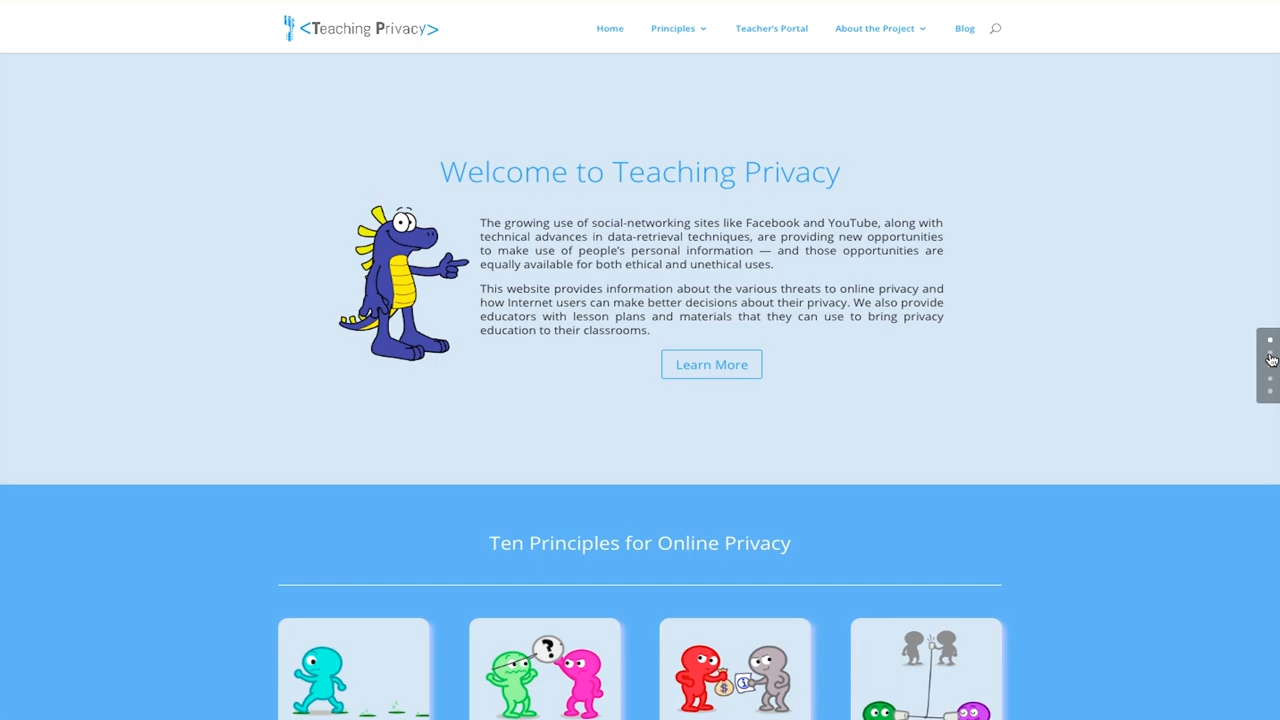 <Teaching Privacy>
Home Principles Teacher's Portal About the Project Blog
Welcome to Teaching Privacy
The growing use of social-networking sites like Facebook and YouTube, along with
technical advances in data-retrieval techniques, are providing new opportunities
to make use of people's personal information — and those opportunities are
equally available for both ethical and unethical uses.
This website provides information about the various threats to online privacy and
how Internet users can make better decisions about their privacy. We also provide
educators with lesson plans and materials that they can use to bring privacy
education to their classrooms.
Learn More
Ten Principles for Online Privacy
?
$